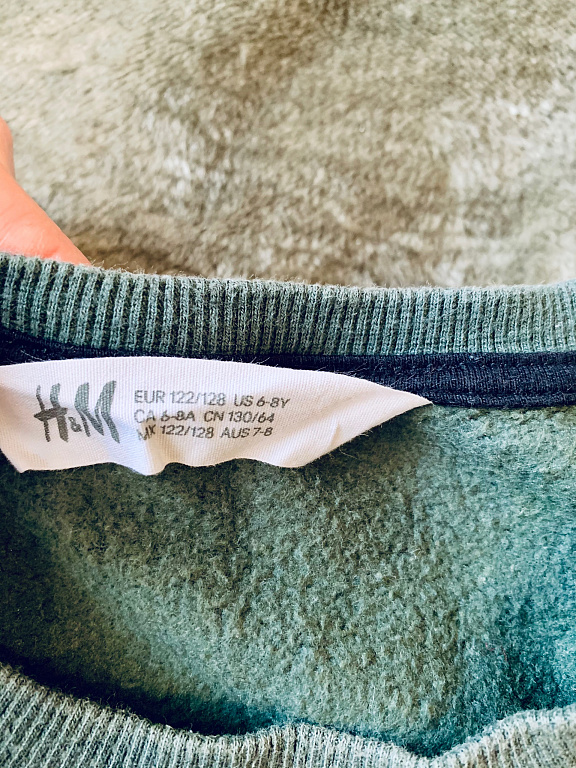 H&M
EUR 122/128 US 6-8Y
CA 6-8A CN 130/64
MX 122/128 AUS 7-8